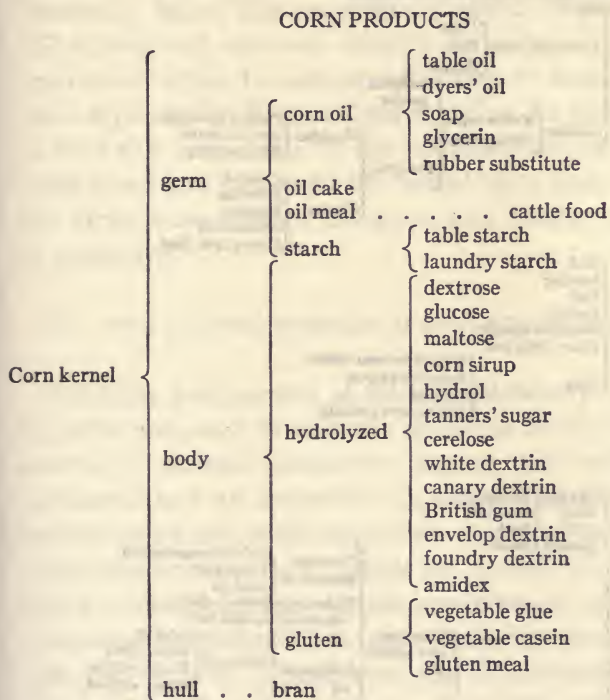 CORN PRODUCTS
table oil
dyers' oil
corn oil
soap
glycerin
rubber substitute
germ
oil cake
oil meal . . . . . cattle food
starch
table starch
laundry starch
dextrose
glucose
maltose
Corn kernel
corn sirup
hydrol
hydrolyzed
tanners' sugar
cerelose
body
white dextrin
canary dextrin
British gum
envelop dextrin
foundry dextrin
amidex
vegetable glue
gluten
vegetable casein
gluten meal
hull . . bran